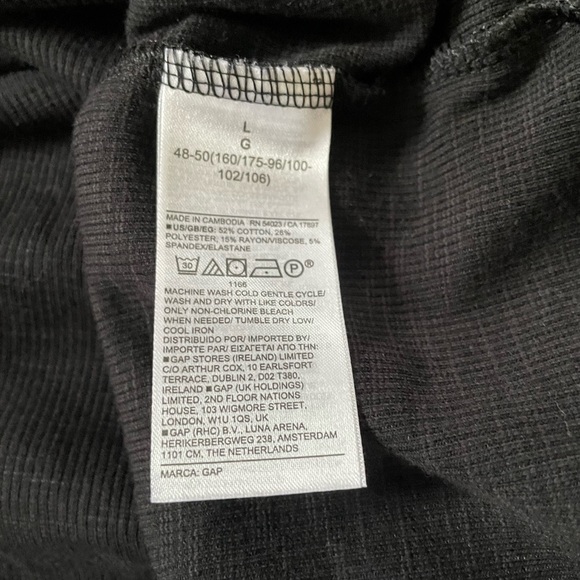 L
G
48-50(160/175-96/100-
102/106)
MADE IN CAMBODIA RN 54023 / CA 17897
■US/GB/EG: 52% COTTON, 28%
POLYESTER, 15% RAYON/VISCOSE, 5%
SPANDEX/ELASTANE
30 P®
1166
MACHINE WASH COLD GENTLE CYCLE/
WASH AND DRY WITH LIKE COLORS/
ONLY NON-CHLORINE BLEACH
WHEN NEEDED/ TUMBLE DRY LOW/
COOL IRON
DISTRIBUIDO POR/ IMPORTED BY/
IMPORTE PAR/ ΕΙΣΑΓΕΤΑΙ ΑΠΟ ΤΗΝ:
■GAP STORES (IRELAND) LIMITED
C/O ARTHUR COX, 10 EARLSFORT
TERRACE, DUBLIN 2, D02 T380,
IRELAND ■GAP (UK HOLDINGS)
LIMITED, 2ND FLOOR NATIONS
HOUSE, 103 WIGMORE STREET,
LONDON, W1U 1QS, UK
■GAP (RHC) B.V., LUNA ARENA,
HERIKERBERGWEG 238, AMSTERDAM
1101 CM, THE NETHERLANDS
MARCA: GAP